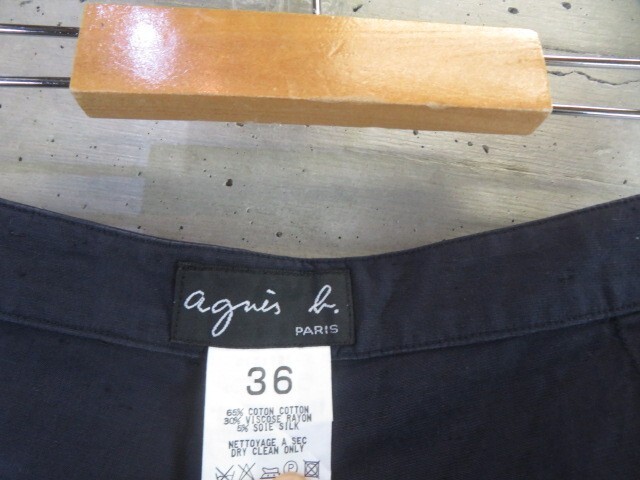 agnès b.
PARIS
36
65% COTON COTTON
30% VISCOSE RAYON
5% SOIE SILK
NETTOYAGE A SEC
DRY CLEAN ONLY
P